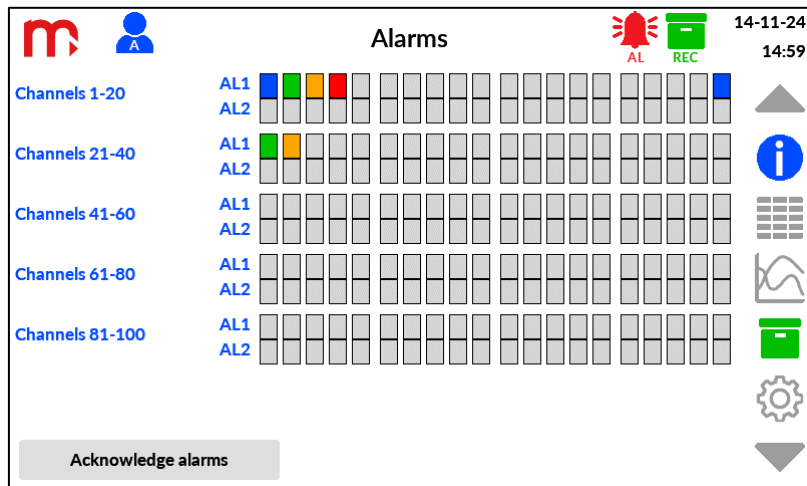 A
Alarms
AL
REC
14-11-24
14:59
Channels 1-20
AL1
AL2
Channels 21-40
AL1
AL2
Channels 41-60
AL1
AL2
Channels 61-80
AL1
AL2
Channels 81-100
AL1
AL2
Acknowledge alarms